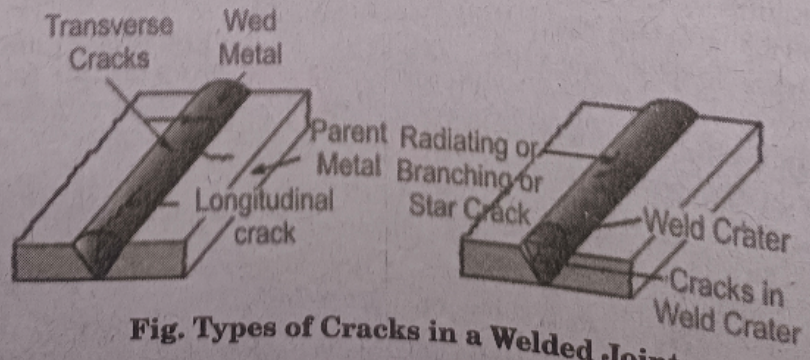 Transverse
Cracks
Wed
Metal
Parent
Metal
Longitudinal
crack
Radiating or
Branching or
Star Crack
Weld Crater
Cracks in
Weld Crater
Fig. Types of Cracks in a Welded Joint